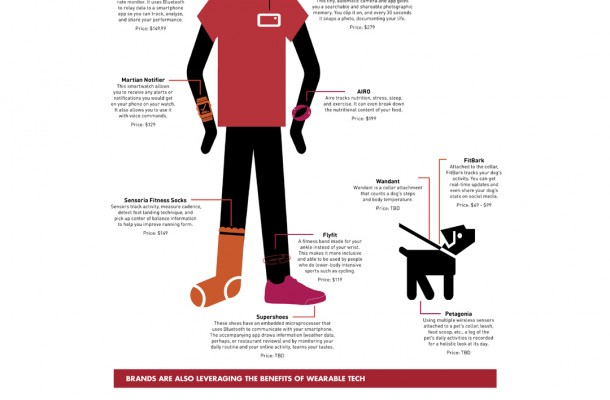 rate monitor. It uses Bluetooth
to relay data to a smartphone
app so you can track, analyze,
and share your performance.
Price: $149.99
This tiny, automatic camera and app gives
you a searchable and shareable photographic
memory. You clip it on, and every 30 seconds
it snaps a photo, documenting your life.
Price: $279
Martian Notifier
This smartwatch allows
you to receive any alerts or
notifications you would get
on your phone on your watch.
It also allows you to use it
with voice commands.
Price: $129
AIRO
Airo tracks nutrition, stress, sleep,
and exercise. It can even break down
the nutritional content of your food.
Price: $199
Wandant
Wandant is a collar attachment
that counts a dog's steps
and body temperature.
Price: TBD
FitBark
Attached to the collar,
FitBark tracks your dog's
activity. You can get
real-time updates and
even share your dog's
stats on social media.
Price: $69 - $99
Sensoria Fitness Socks
Sensors track activity, measure cadence,
detect foot landing technique, and
pick up center of balance information
to help you improve running form.
Price: $149
Flyfit
A fitness band made for your
ankle instead of your wrist.
This makes it more inclusive
and able to be used by people
who do lower-body intensive
sports such as cycling.
Price: $119
Supershoes
These shoes have an embedded microprocessor that
uses Bluetooth to communicate with your smartphone.
The accompanying app draws information (weather data,
perhaps, or restaurant reviews) and by monitoring your
daily routine and your online activity, learns your tastes.
Price: TBD
Petagonia
Using multiple wireless sensors
attached to a pet's collar, leash,
food scoop, etc., a log of the
pet's daily activities is recorded
for a holistic look at its day.
Price: TBD
BRANDS ARE ALSO LEVERAGING THE BENEFITS OF WEARABLE TECH